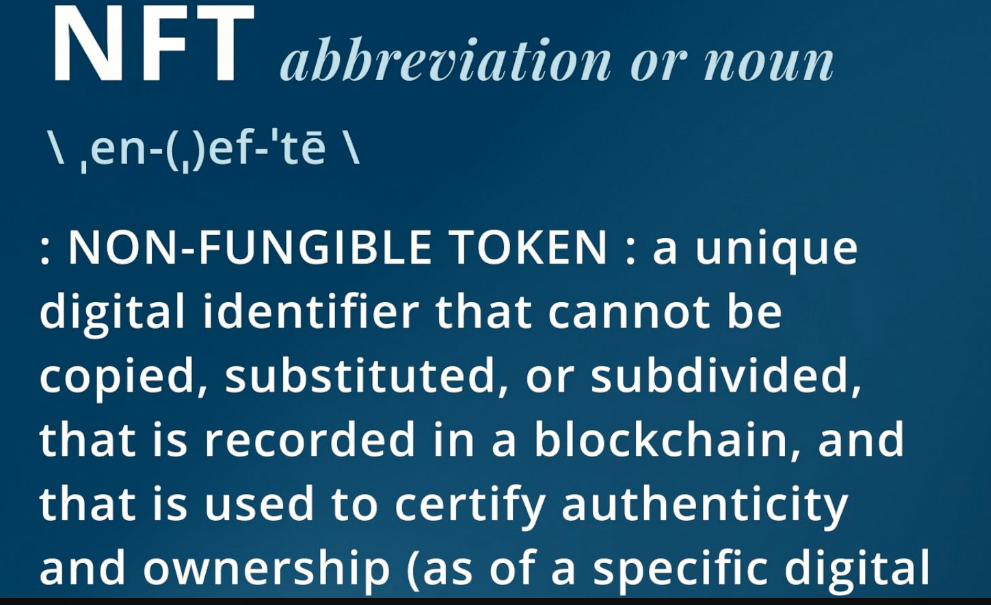 NFT abbreviation or noun
\ ˌen-(ˌ)ef-ˈtē \
: NON-FUNGIBLE TOKEN : a unique
digital identifier that cannot be
copied, substituted, or subdivided,
that is recorded in a blockchain, and
that is used to certify authenticity
and ownership (as of a specific digital